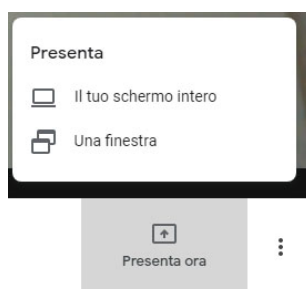 Presenta
Il tuo schermo intero
Una finestra
Presenta ora